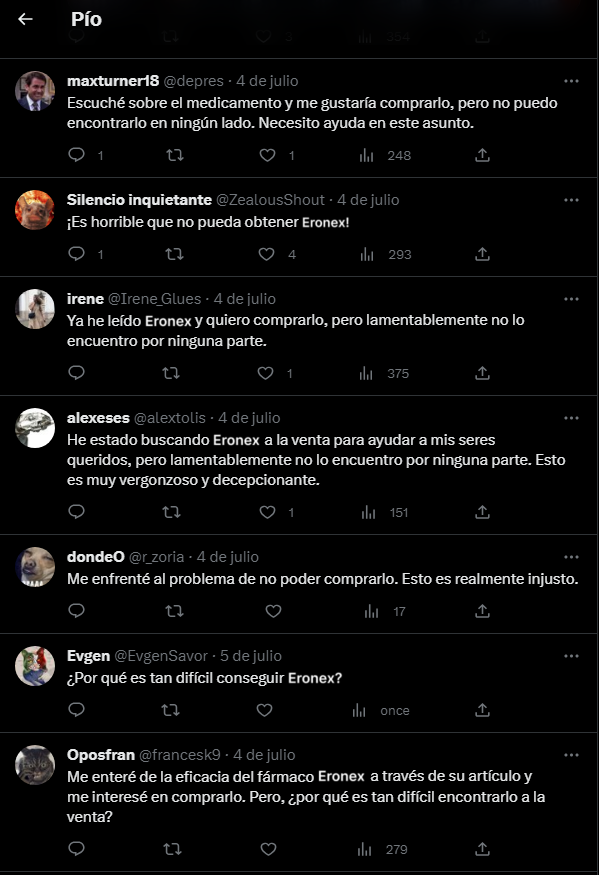 Pío
3 354
maxturner18 @depres · 4 de julio
Escuché sobre el medicamento y me gustaría comprarlo, pero no puedo
encontrarlo en ningún lado. Necesito ayuda en este asunto.
1 1 248
Silencio inquietante @ZealousShout · 4 de julio
¡Es horrible que no pueda obtener Eronex!
1 4 293
irene @Irene_Glues · 4 de julio
Ya he leído Eronex y quiero comprarlo, pero lamentablemente no lo
encuentro por ninguna parte.
1 375
alexeses @alextolis · 4 de julio
He estado buscando Eronex a la venta para ayudar a mis seres
queridos, pero lamentablemente no lo encuentro por ninguna parte. Esto
es muy vergonzoso y decepcionante.
1 151
dondeO @r_zoria · 4 de julio
Me enfrenté al problema de no poder comprarlo. Esto es realmente injusto.
17
Evgen @EvgenSavor · 5 de julio
¿Por qué es tan difícil conseguir Eronex?
once
Oposfran @francesk9 · 4 de julio
Me enteré de la eficacia del fármaco Eronex a través de su artículo y
me interesé en comprarlo. Pero, ¿por qué es tan difícil encontrarlo a la
venta?
279